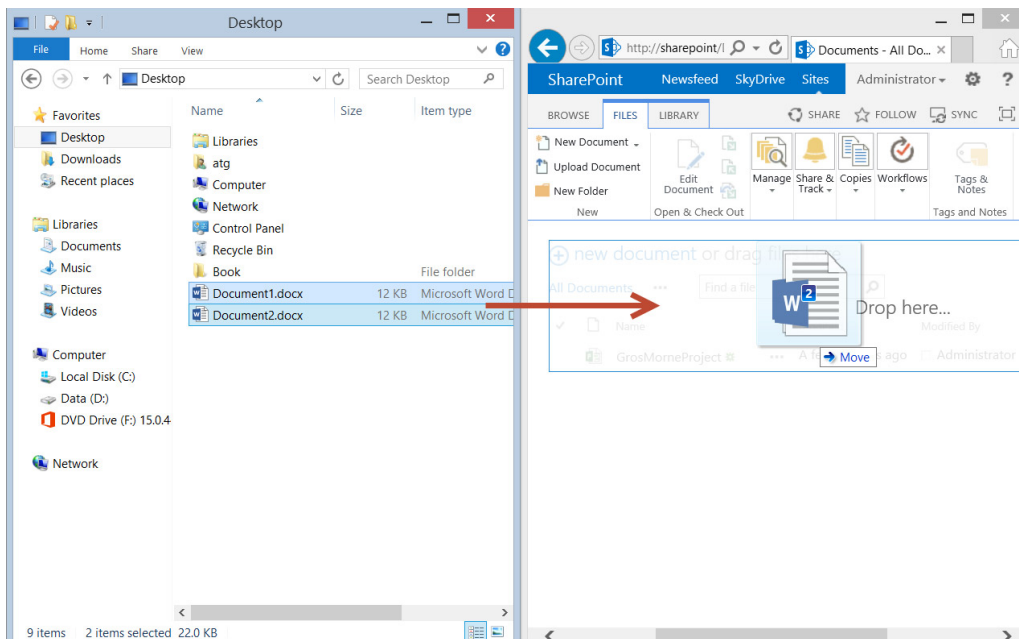 Desktop
File Home Share View
Desktop Search Desktop
Favorites
Desktop
Downloads
Recent places
Libraries
Documents
Music
Pictures
Videos
Computer
Local Disk (C:)
Data (D:)
DVD Drive (F:) 15.0.4
Network
Name Size Item type
Libraries
atg
Computer
Network
Control Panel
Recycle Bin
Book File folder
Document1.docx 12 KB Microsoft Word D
Document2.docx 12 KB Microsoft Word D
9 items 2 items selected 22.0 KB
http://sharepoint/l Documents - All Do...
SharePoint Newsfeed SkyDrive Sites Administrator ?
BROWSE FILES LIBRARY SHARE FOLLOW SYNC
New Document
Upload Document
New Folder
New
Edit
Document
Open & Check Out
Manage
Share &
Track
Copies
Workflows
Tags &
Notes
Tags and Notes
new document or drag
All Documents ... Find a file
W 2
Drop here...
Name Modified By
GrosMorneProject ... ago Administrator
Move